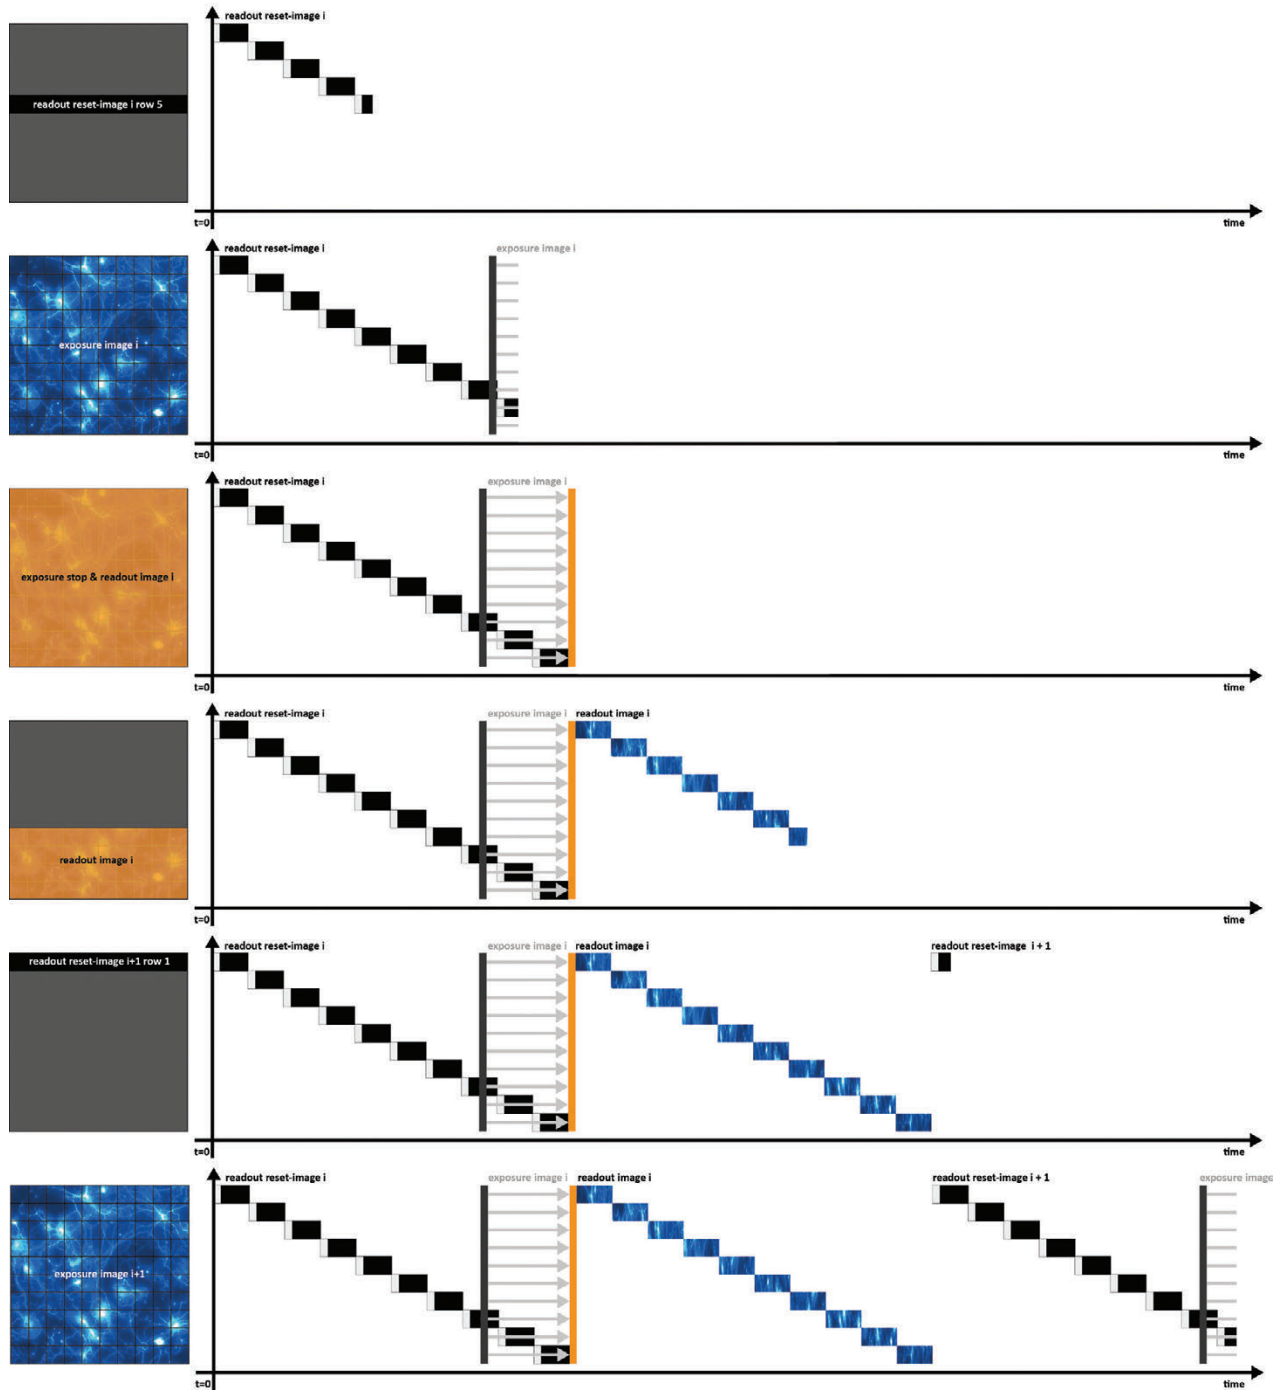 readout reset-image i
readout reset-image i row 5
t=0
time
readout reset-image i
exposure image i
exposure image i
t=0
time
readout reset-image i
exposure image i
exposure stop & readout image i
t=0
time
readout reset-image i
exposure image i
readout image i
readout image i
t=0
time
readout reset-image i
exposure image i
readout image i
readout reset-image i + 1
readout reset-image i+1 row 1
t=0
time
readout reset-image i
exposure image i
readout image i
readout reset-image i + 1
exposure image
exposure image i+1
t=0
time